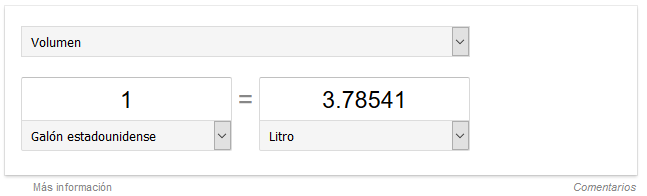 Volumen
1 = 3.78541
Galón estadounidense Litro
Más información Comentarios